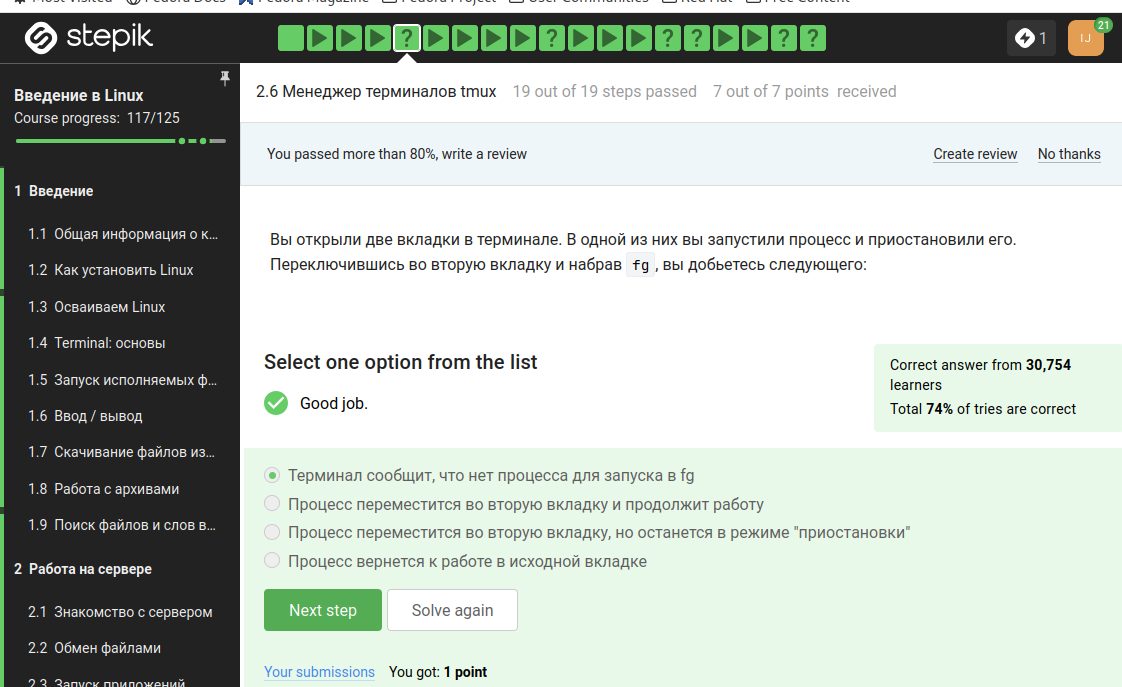 Most Visited Fedora Docs Fedora Magazine Fedora Project User Communities Red Hat Free Content
stepik
1
IJ
21
Введение в Linux
Course progress: 117/125
1 Введение
1.1 Общая информация о к...
1.2 Как установить Linux
1.3 Осваиваем Linux
1.4 Terminal: основы
1.5 Запуск исполняемых ф...
1.6 Ввод / вывод
1.7 Скачивание файлов из...
1.8 Работа с архивами
1.9 Поиск файлов и слов в...
2 Работа на сервере
2.1 Знакомство с сервером
2.2 Обмен файлами
2.3 Запуск приложений
2.6 Менеджер терминалов tmux 19 out of 19 steps passed 7 out of 7 points received
You passed more than 80%, write a review
Create review No thanks
Вы открыли две вкладки в терминале. В одной из них вы запустили процесс и приостановили его.
Переключившись во вторую вкладку и набрав fg , вы добьетесь следующего:
Select one option from the list
Good job.
Correct answer from 30,754
learners
Total 74% of tries are correct
Терминал сообщит, что нет процесса для запуска в fg
Процесс переместится во вторую вкладку и продолжит работу
Процесс переместится во вторую вкладку, но останется в режиме "приостановки"
Процесс вернется к работе в исходной вкладке
Next step Solve again
Your submissions You got: 1 point